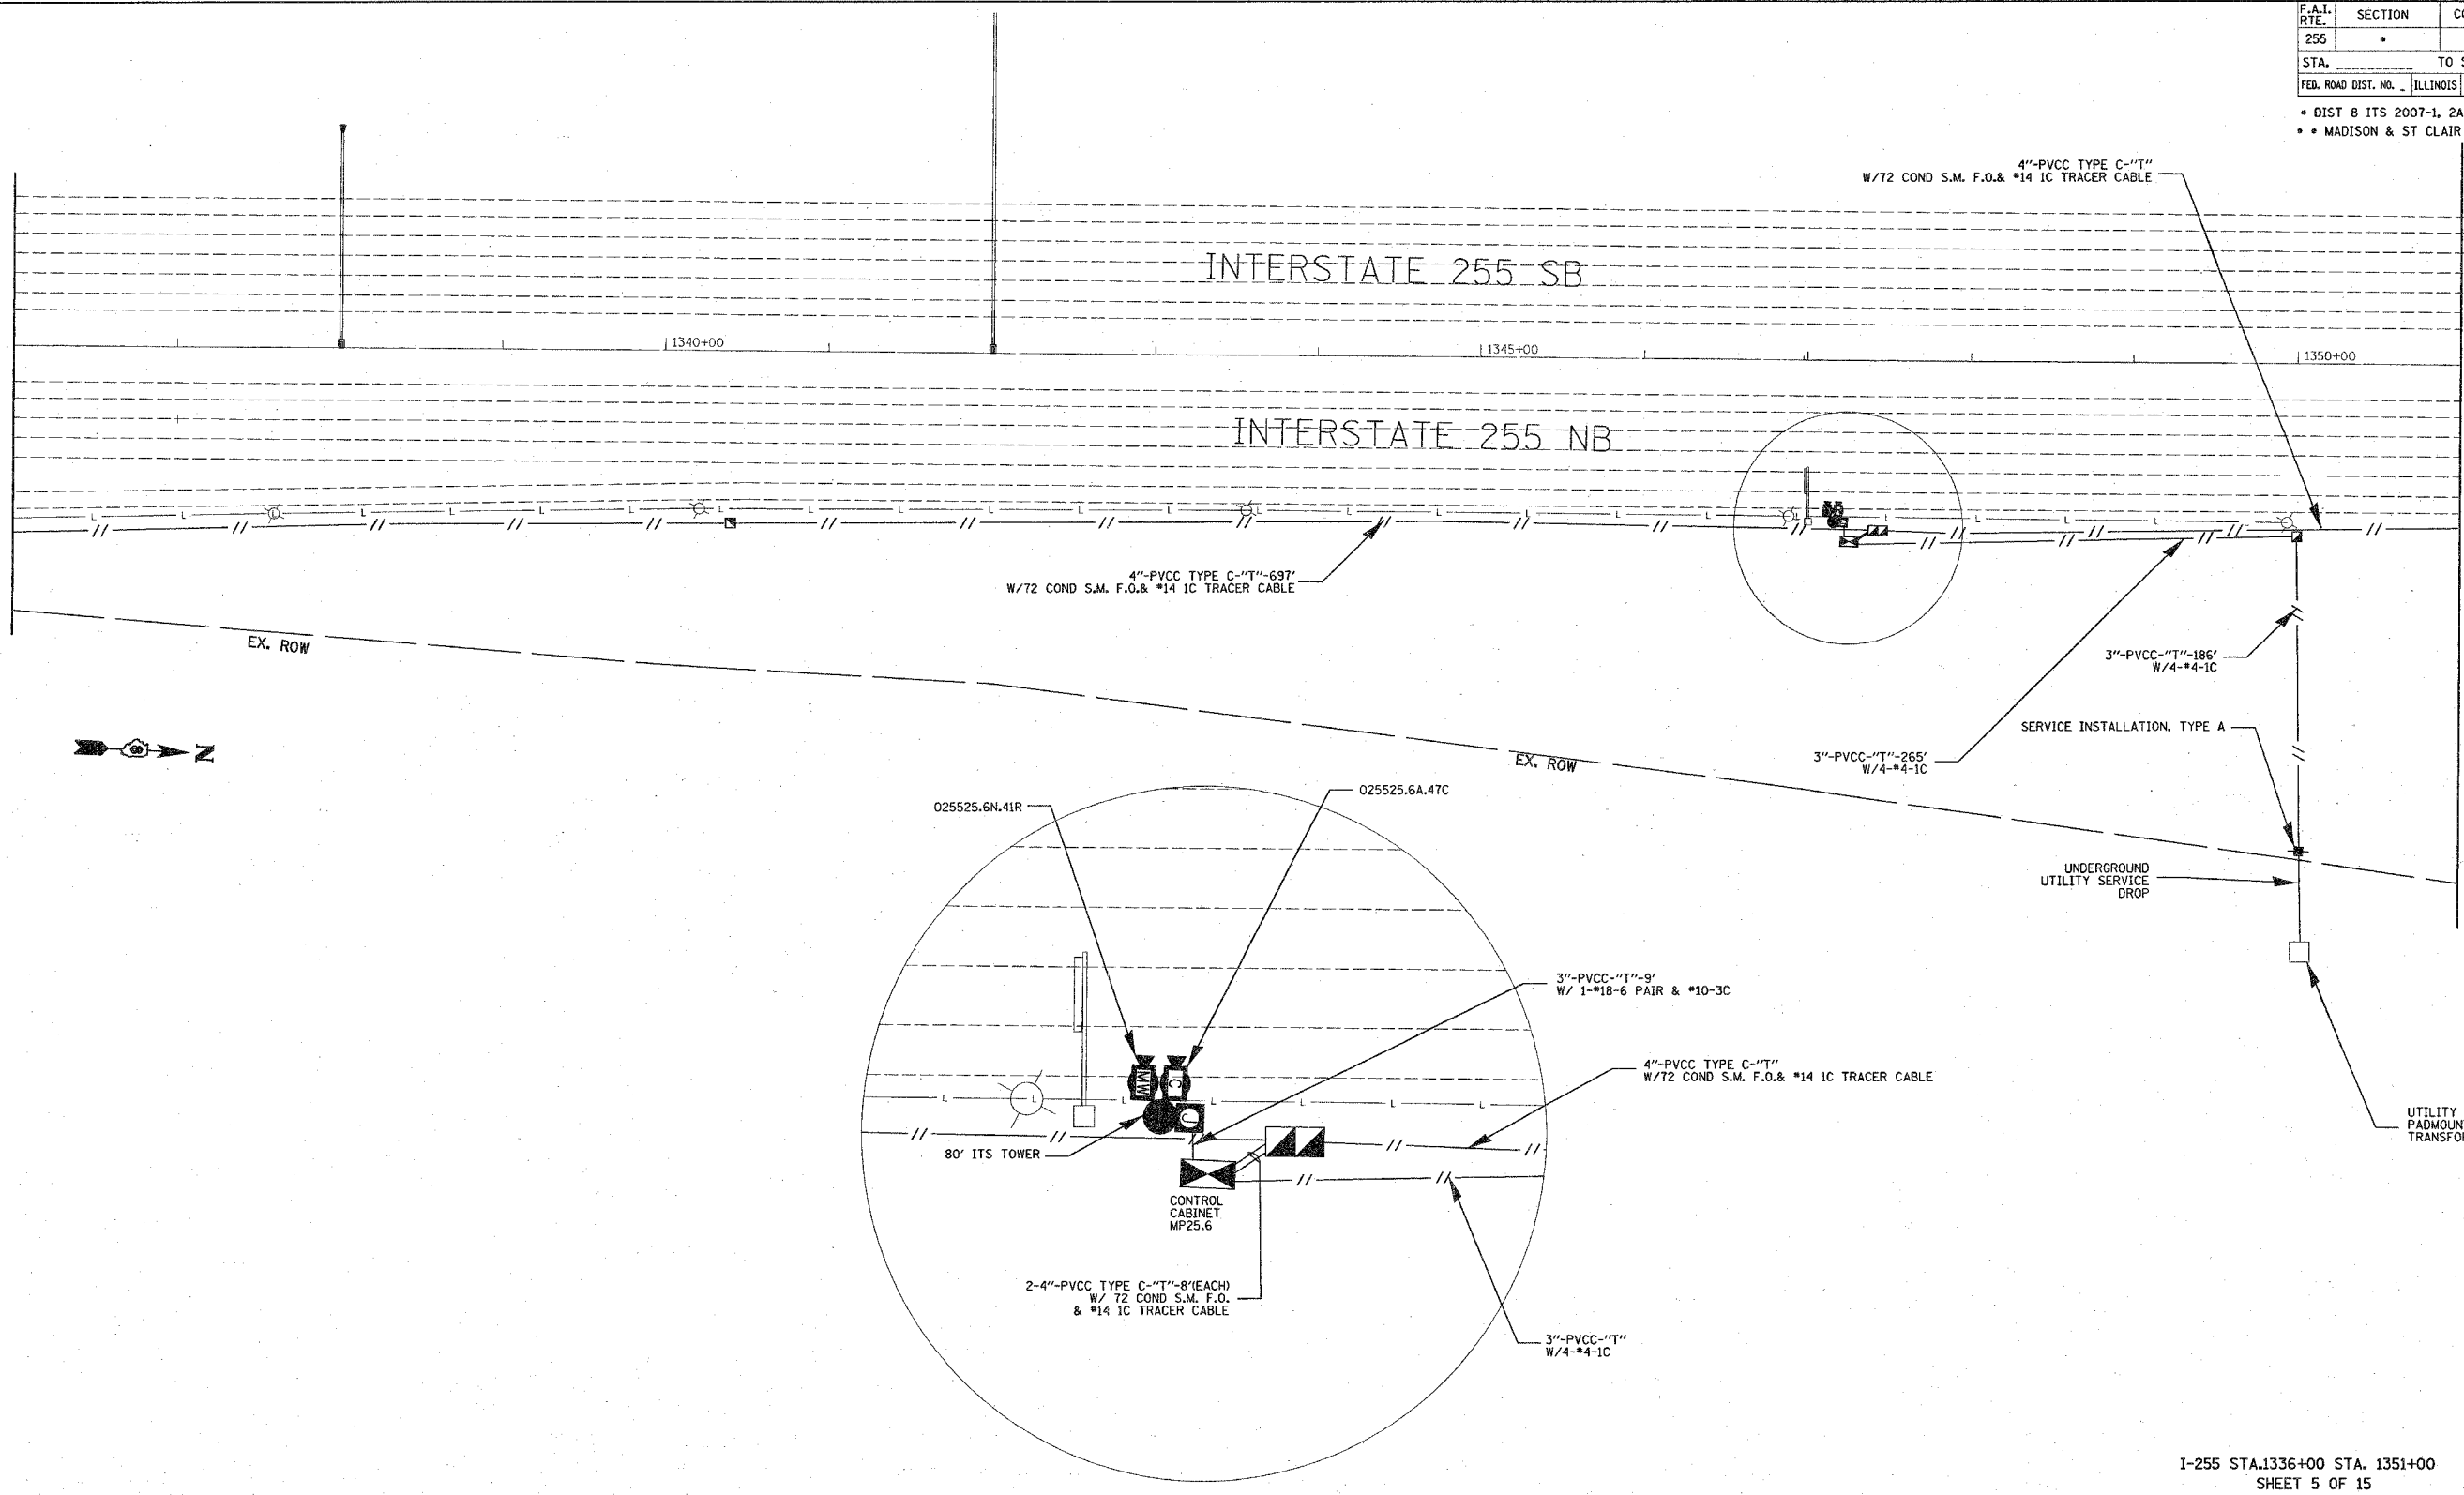 F.A.I. RTE. SECTION
255 •
STA. __________ TO
FED. ROAD DIST. NO. _ ILLINOIS
• DIST 8 ITS 2007-1, 2A
• • MADISON & ST CLAIR
4"-PVCC TYPE C-"T"
W/72 COND S.M. F.O.& #14 1C TRACER CABLE
INTERSTATE 255 SB
1340+00
1345+00
1350+00
INTERSTATE 255 NB
4"-PVCC TYPE C-"T"-697'
W/72 COND S.M. F.O.& #14 1C TRACER CABLE
EX. ROW
3"-PVCC-"T"-186'
W/4-#4-1C
SERVICE INSTALLATION, TYPE A
3"-PVCC-"T"-265'
W/4-#4-1C
N
EX. ROW
025525.6N.41R
025525.6A.47C
UNDERGROUND
UTILITY SERVICE
DROP
3"-PVCC-"T"-9'
W/ 1-#18-6 PAIR & #10-3C
MW
C
J
4"-PVCC TYPE C-"T"
W/72 COND S.M. F.O.& #14 1C TRACER CABLE
80' ITS TOWER
UTILITY
PADMOUN
TRANSFO
CONTROL
CABINET
MP25.6
2-4"-PVCC TYPE C-"T"-8'(EACH)
W/ 72 COND S.M. F.O.
& #14 1C TRACER CABLE
3"-PVCC-"T"
W/4-#4-1C
I-255 STA.1336+00 STA. 1351+00
SHEET 5 OF 15